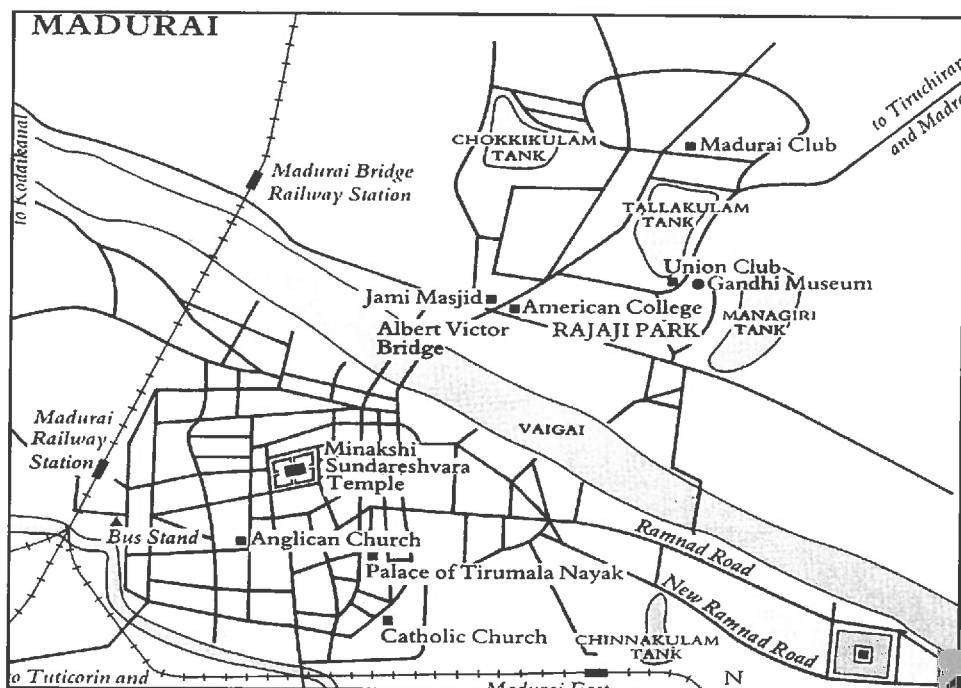 MADURAI
to Kodaikanal
Madurai Bridge
Railway Station
CHOKKIKULAM
TANK
Madurai Club
to Tiruchirap
and Madra
TALLAKULAM
TANK
Union Club
Gandhi Museum
MANAGIRI
TANK
Jami Masjid
American College
RAJAJI PARK
Albert Victor
Bridge
VAIGAI
Madurai
Railway
Station
Minakshi
Sundareshvara
Temple
Bus Stand
Anglican Church
Palace of Tirumala Nayak
Catholic Church
Ramnad Road
New Ramnad Road
CHINNAKULAM
TANK
to Tuticorin and
Madurai East
N